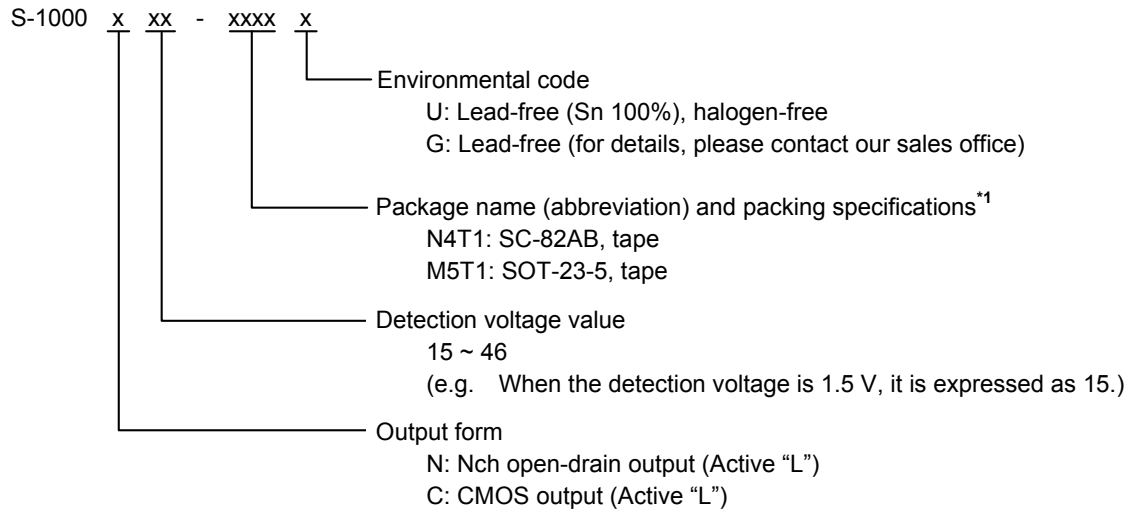 S-1000 x xx - xxxx x
Environmental code
U: Lead-free (Sn 100%), halogen-free
G: Lead-free (for details, please contact our sales office)
Package name (abbreviation) and packing specifications*1
N4T1: SC-82AB, tape
M5T1: SOT-23-5, tape
Detection voltage value
15 ~ 46
(e.g. When the detection voltage is 1.5 V, it is expressed as 15.)
Output form
N: Nch open-drain output (Active “L”)
C: CMOS output (Active “L”)